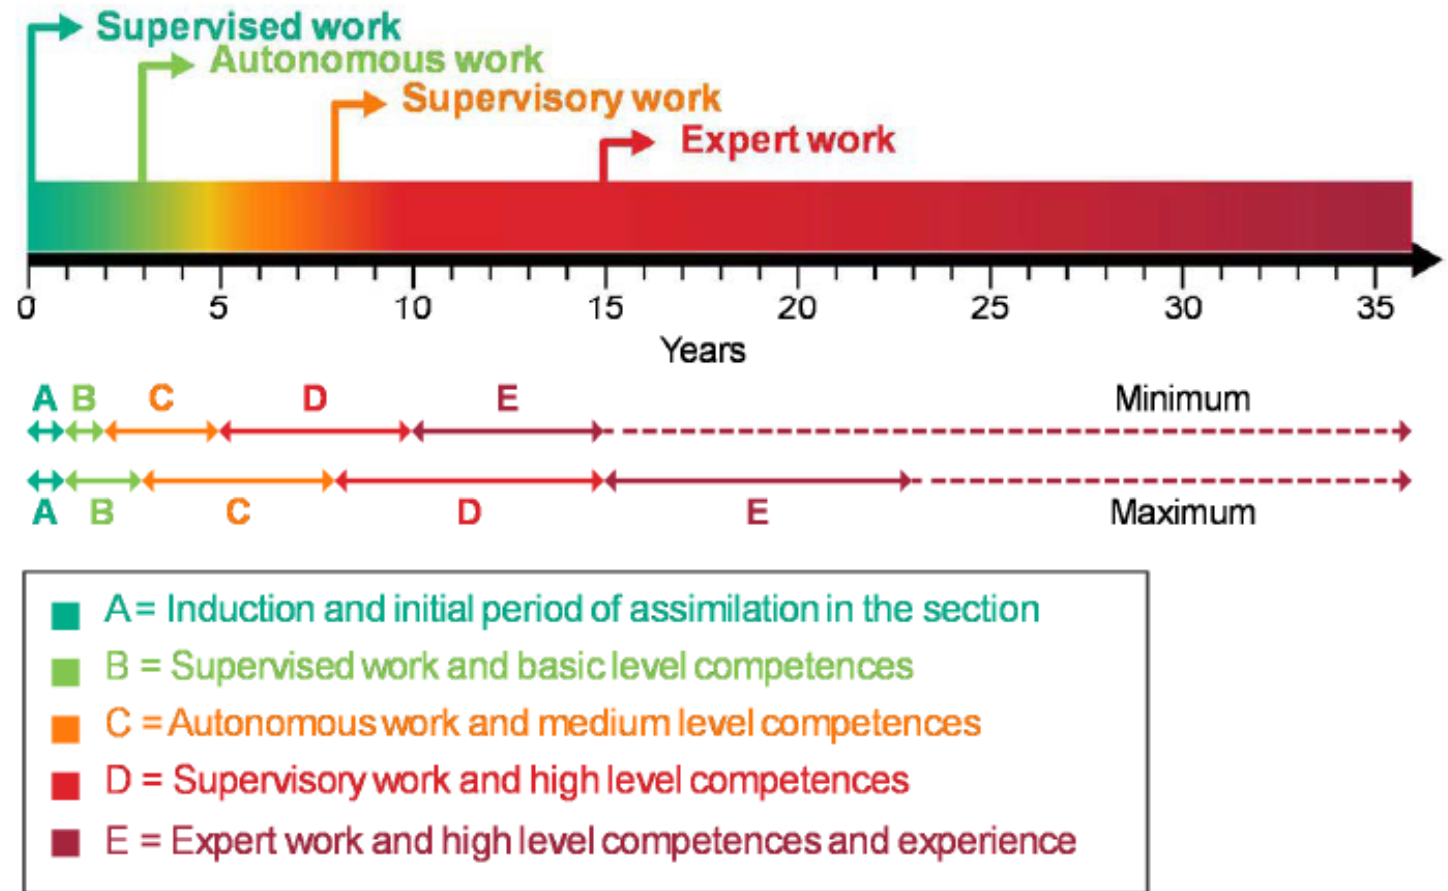 Supervised work
Autonomous work
Supervisory work
Expert work
0 5 10 15 20 25 30 35
Years
A B C D E Minimum
A B C D E Maximum
A = Induction and initial period of assimilation in the section
B = Supervised work and basic level competences
C = Autonomous work and medium level competences
D = Supervisory work and high level competences
E = Expert work and high level competences and experience